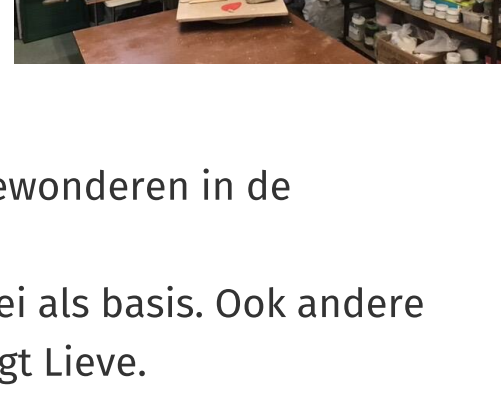 ewonderen in de
ei als basis. Ook andere
gt Lieve.